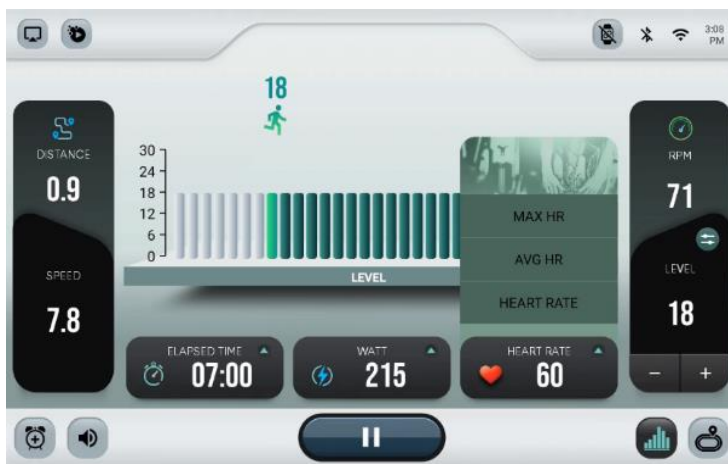 3:08
PM
18
DISTANCE
0.9
SPEED
7.8
30
24
18
12
6
0
LEVEL
MAX HR
AVG HR
HEART RATE
RPM
71
LEVEL
18
− +
ELAPSED TIME
07:00
WATT
215
HEART RATE
60